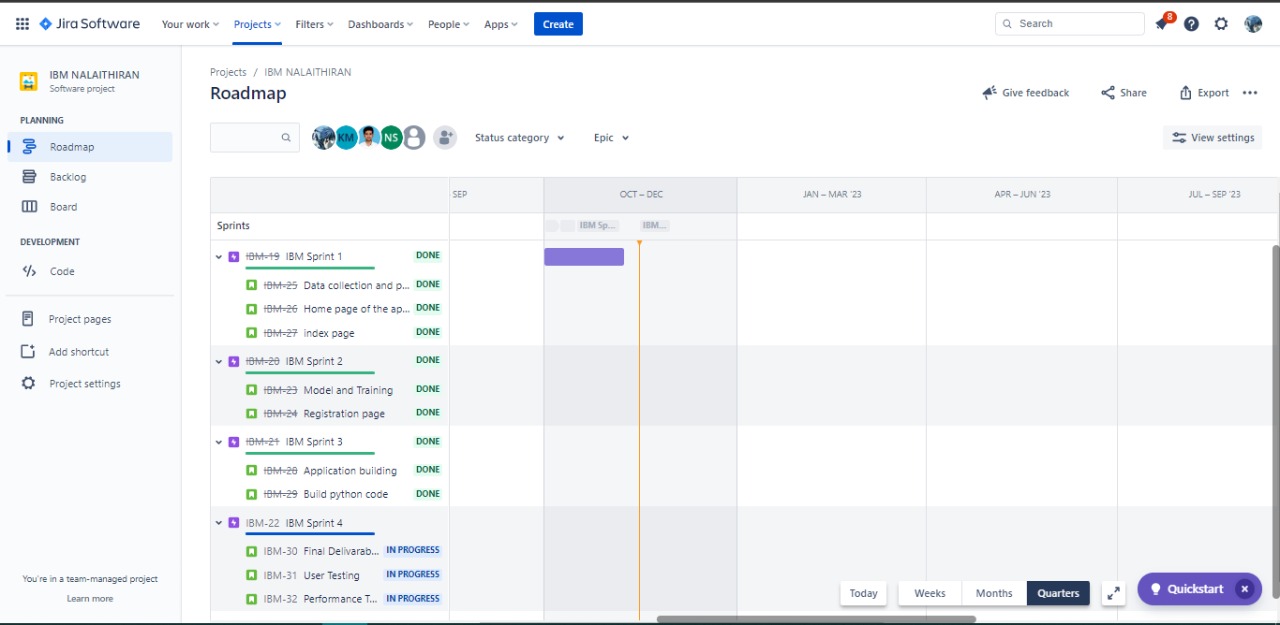 Jira Software Your work Projects Filters Dashboards People Apps Create Search 8
IBM NALAITHIRAN
Software project
PLANNING
Roadmap
Backlog
Board
DEVELOPMENT
Code
Project pages
Add shortcut
Project settings
You're in a team-managed project
Learn more
Projects / IBM NALAITHIRAN
Roadmap
Give feedback Share Export
KM NS Status category Epic View settings
SEP OCT – DEC JAN – MAR '23 APR – JUN '23 JUL – SEP '23
Sprints IBM Sp... IBM...
IBM-19 IBM Sprint 1 DONE
IBM-25 Data collection and p... DONE
IBM-26 Home page of the ap... DONE
IBM-27 index page DONE
IBM-20 IBM Sprint 2 DONE
IBM-23 Model and Training DONE
IBM-24 Registration page DONE
IBM-21 IBM Sprint 3 DONE
IBM-28 Application building DONE
IBM-29 Build python code DONE
IBM-22 IBM Sprint 4
IBM-30 Final Delivarab... IN PROGRESS
IBM-31 User Testing IN PROGRESS
IBM-32 Performance T... IN PROGRESS
Today Weeks Months Quarters Quickstart